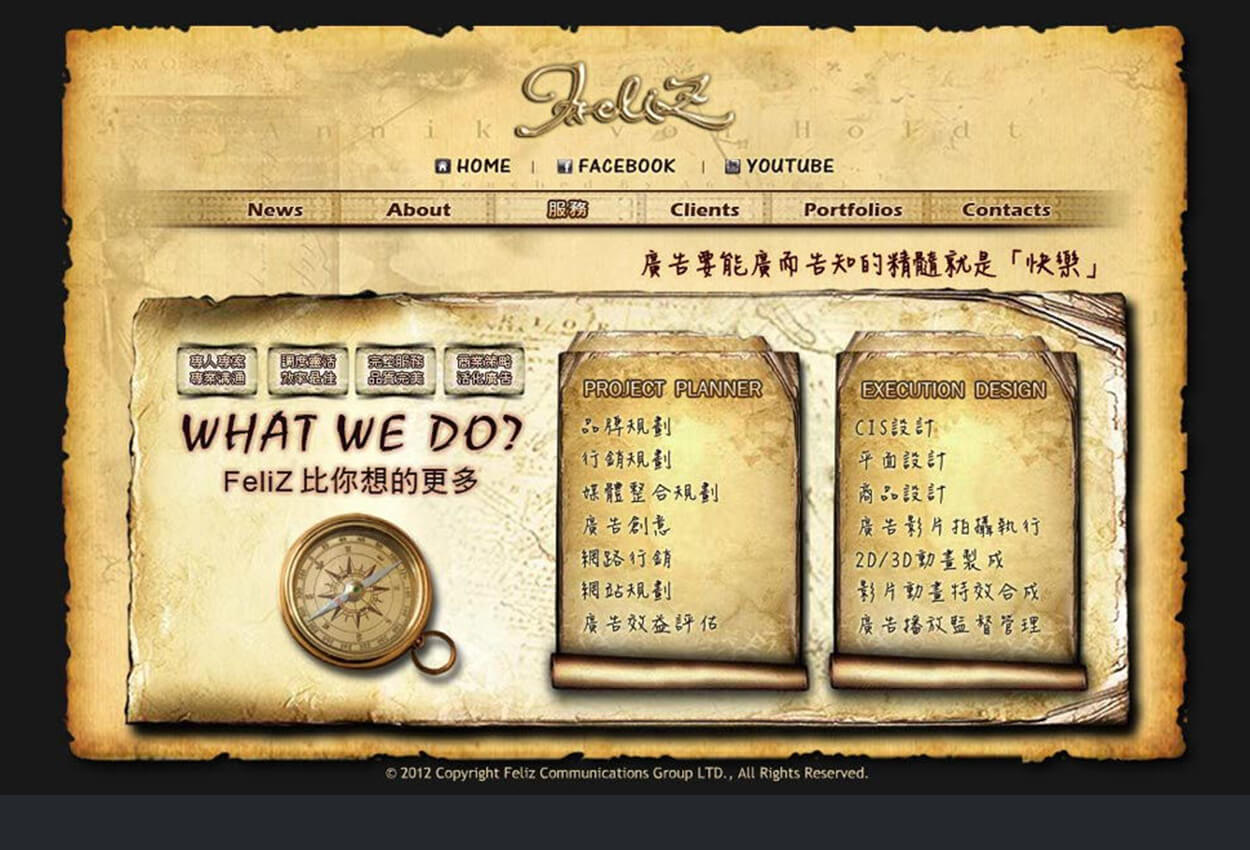 FeliZ
Annik von Holdt
HOME | FACEBOOK | YOUTUBE
News About 服務 Clients Portfolios Contacts
廣告要能廣而告知的精髓就是「快樂」
專人專案 調度靈活 完整服務 商業策略
專業溝通 效率最佳 品質完美 活化廣告
WHAT WE DO?
FeliZ 比你想的更多
PROJECT PLANNER
品牌規劃
行銷規劃
媒體整合規劃
廣告創意
網路行銷
網站規劃
廣告效益評估
EXECUTION DESIGN
CIS設計
平面設計
商品設計
廣告影片拍攝執行
2D/3D動畫製成
影片動畫特效合成
廣告播放監督管理
© 2012 Copyright Feliz Communications Group LTD., All Rights Reserved.